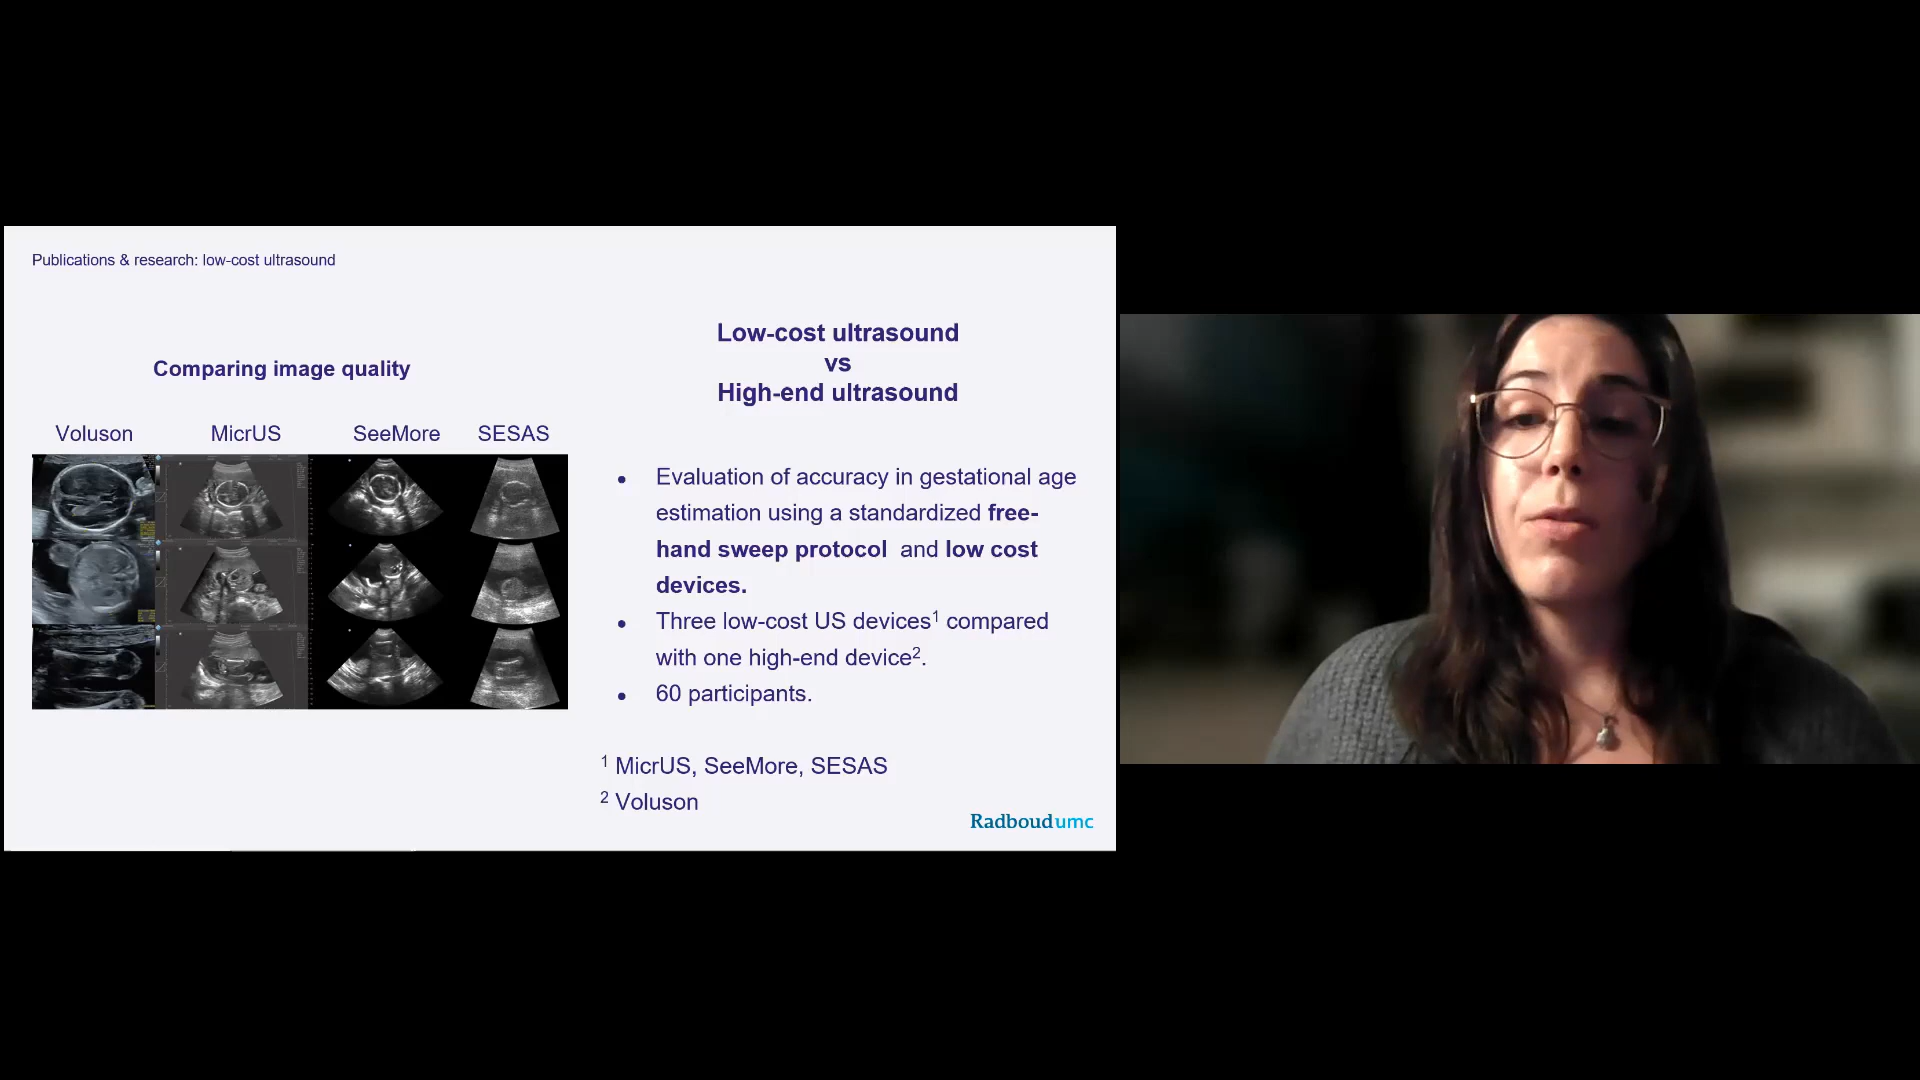 Publications & research: low-cost ultrasound
Comparing image quality
Voluson MicrUS SeeMore SESAS
Low-cost ultrasound
vs
High-end ultrasound
• Evaluation of accuracy in gestational age
estimation using a standardized free-
hand sweep protocol and low cost
devices.
• Three low-cost US devices¹ compared
with one high-end device².
• 60 participants.
¹ MicrUS, SeeMore, SESAS
² Voluson
Radboudumc